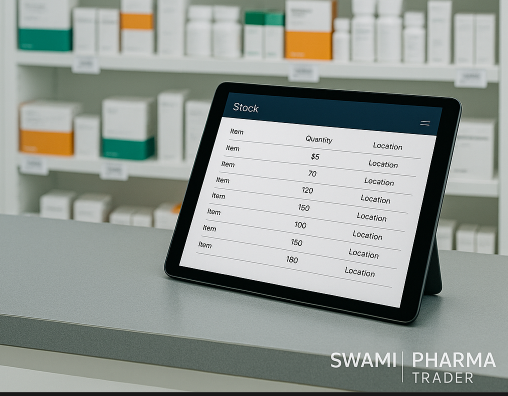 Stock
Item Quantity Location
Item $5 Location
Item 70 Location
Item 120 Location
Item 150 Location
Item 100 Location
Item 150 Location
Item 180 Location
SWAMI | PHARMA
TRADER